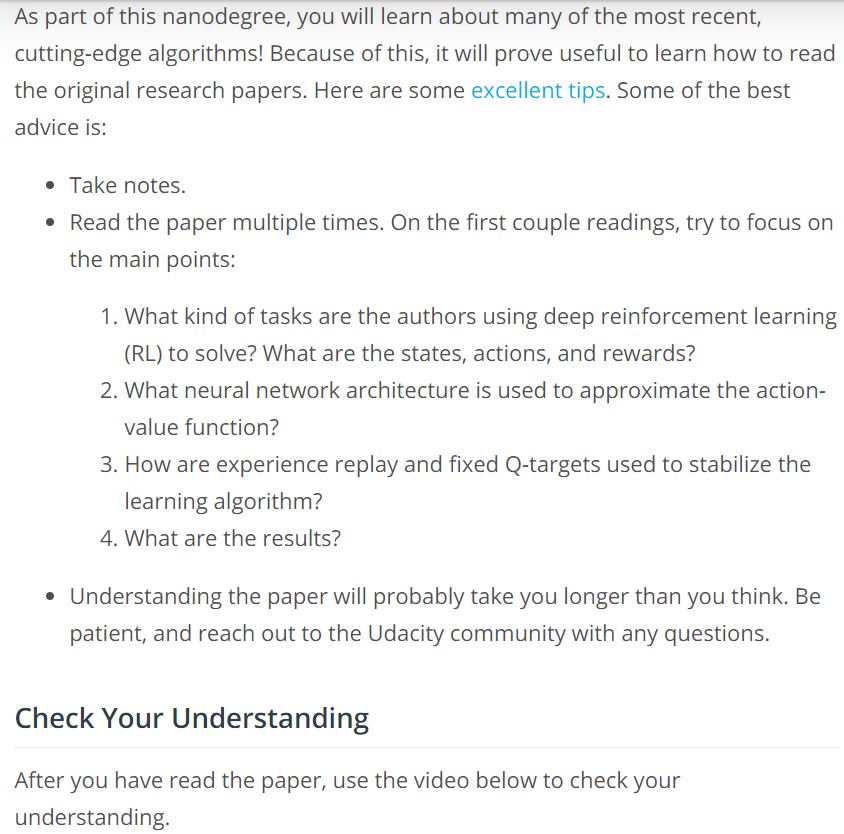 As part of this nanodegree, you will learn about many of the most recent,
cutting-edge algorithms! Because of this, it will prove useful to learn how to read
the original research papers. Here are some excellent tips. Some of the best
advice is:
• Take notes.
• Read the paper multiple times. On the first couple readings, try to focus on
the main points:
1. What kind of tasks are the authors using deep reinforcement learning
(RL) to solve? What are the states, actions, and rewards?
2. What neural network architecture is used to approximate the action-
value function?
3. How are experience replay and fixed Q-targets used to stabilize the
learning algorithm?
4. What are the results?
• Understanding the paper will probably take you longer than you think. Be
patient, and reach out to the Udacity community with any questions.
Check Your Understanding
After you have read the paper, use the video below to check your
understanding.